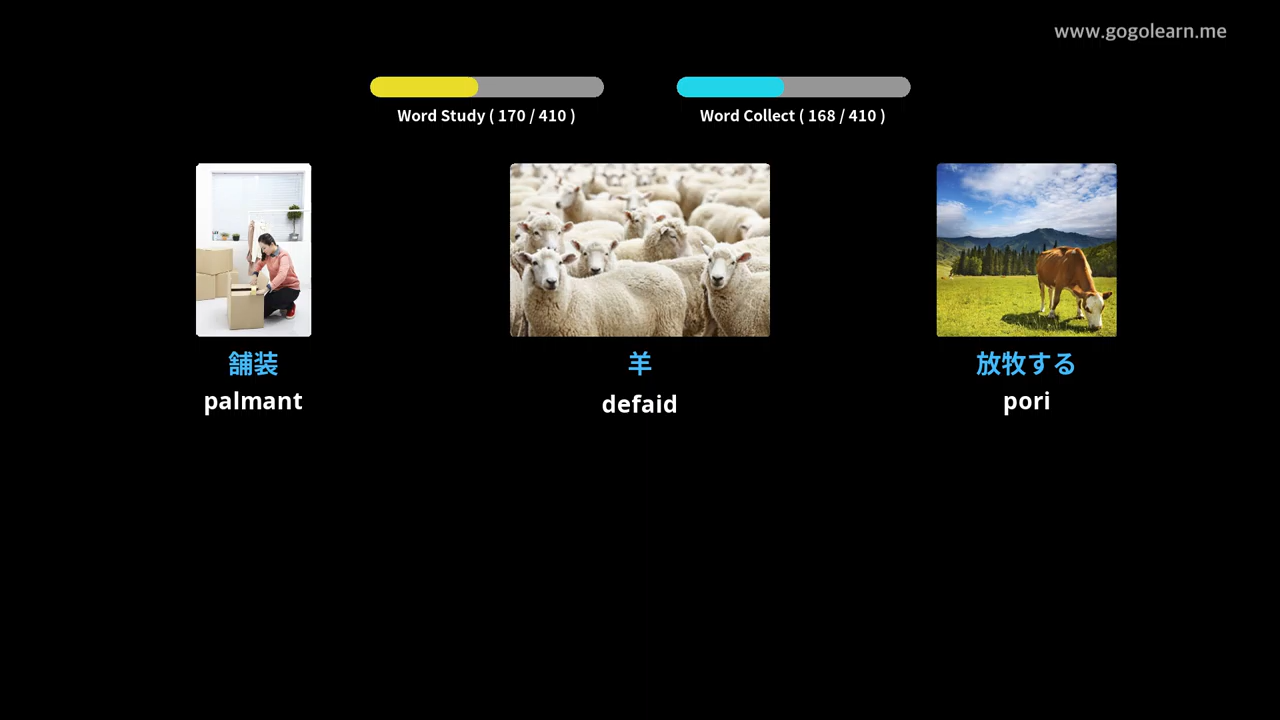 www.gogolearn.me
Word Study ( 170 / 410 )
Word Collect ( 168 / 410 )
舗装
palmant
羊
defaid
放牧する
pori